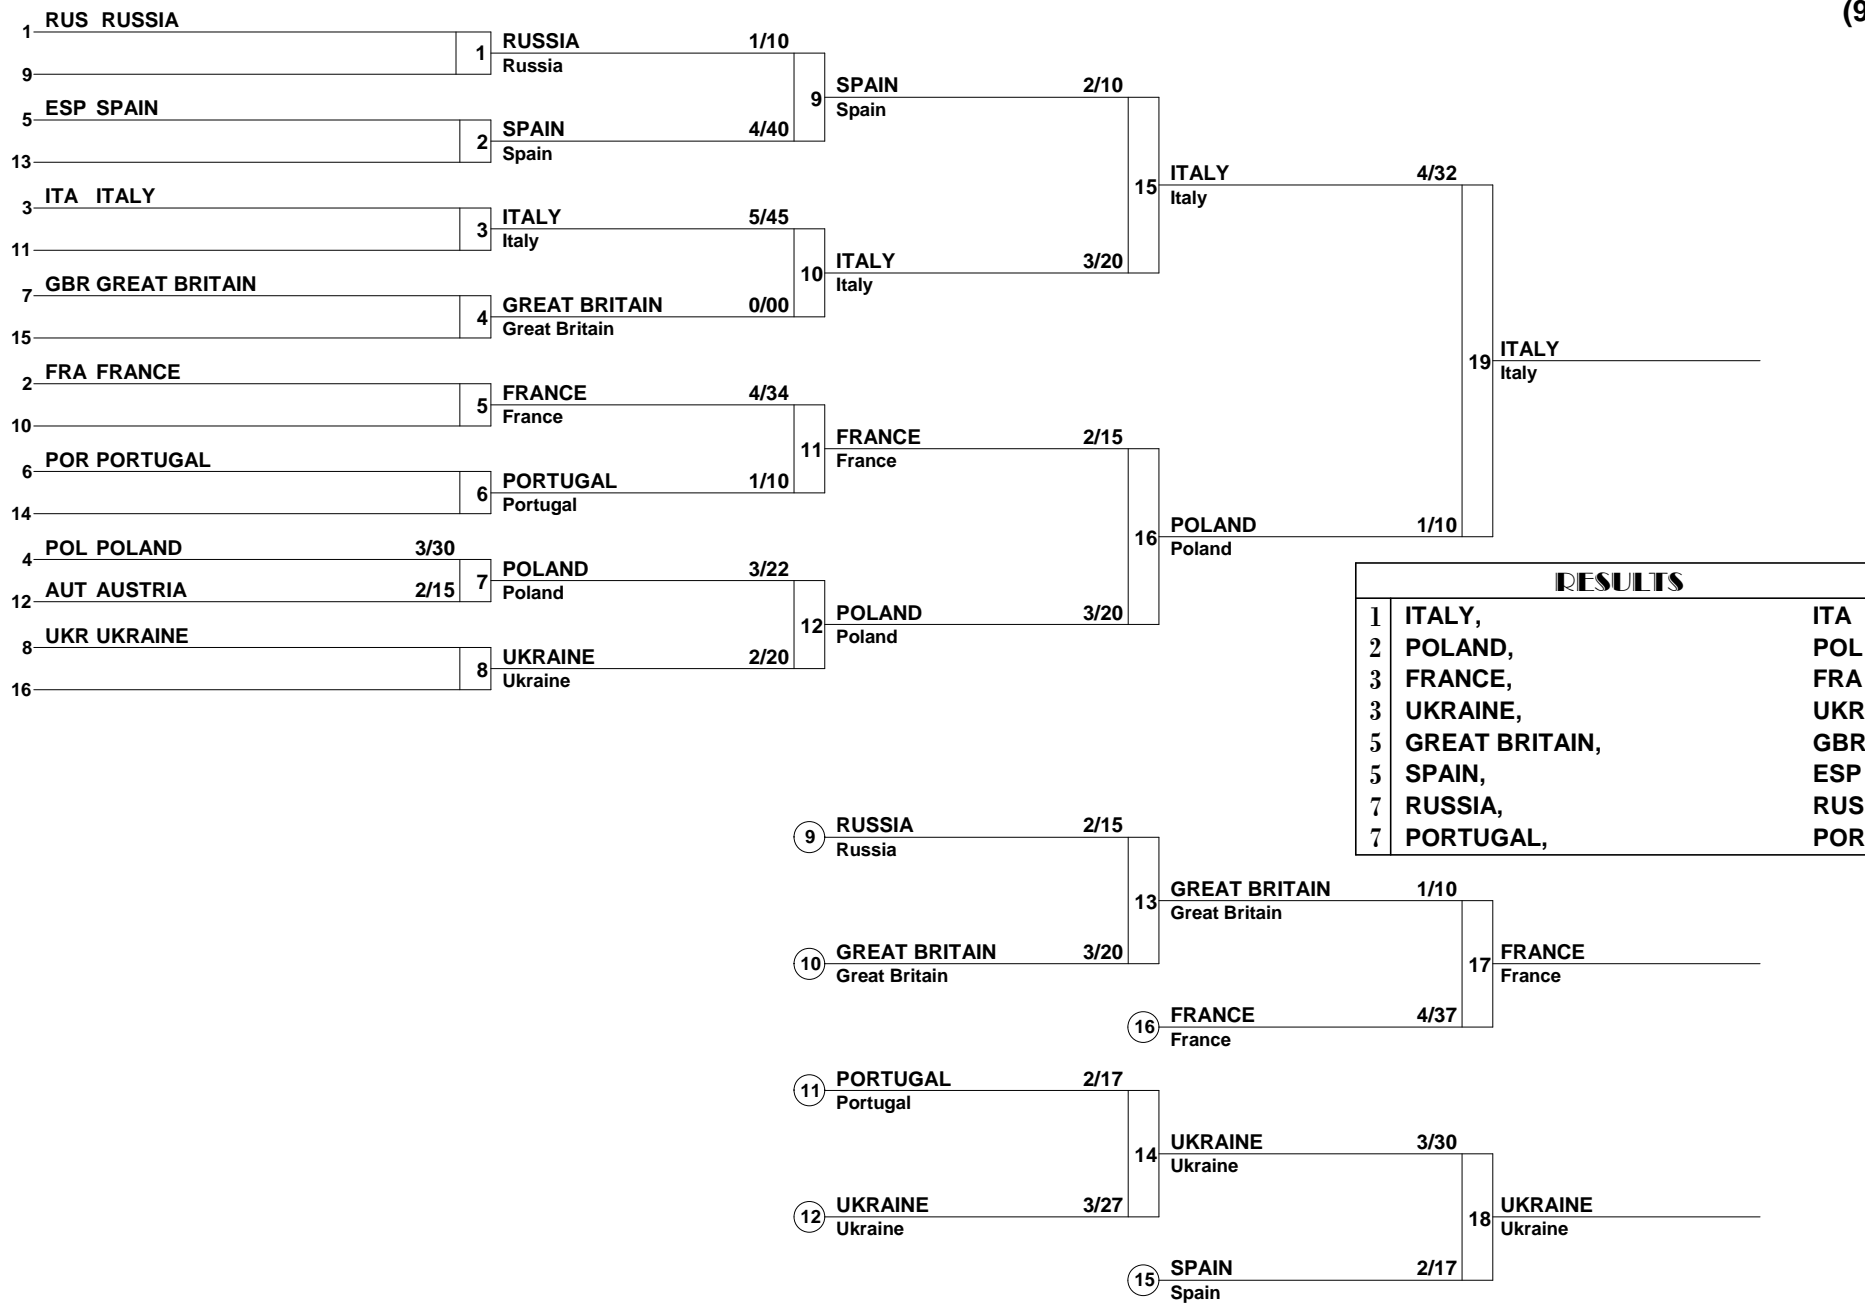 (9
1 RUS RUSSIA
9
1 RUSSIA 1/10
Russia
5 ESP SPAIN
13
2 SPAIN 4/40
Spain
9 SPAIN 2/10
Spain
3 ITA ITALY
11
3 ITALY 5/45
Italy
7 GBR GREAT BRITAIN
15
4 GREAT BRITAIN 0/00
Great Britain
10 ITALY 3/20
Italy
15 ITALY 4/32
Italy
2 FRA FRANCE
10
5 FRANCE 4/34
France
6 POR PORTUGAL
14
6 PORTUGAL 1/10
Portugal
11 FRANCE 2/15
France
4 POL POLAND 3/30
12 AUT AUSTRIA 2/15
7 POLAND 3/22
Poland
8 UKR UKRAINE
16
8 UKRAINE 2/20
Ukraine
12 POLAND 3/20
Poland
16 POLAND 1/10
Poland
19 ITALY
Italy
RESULTS
1 ITALY, ITA
2 POLAND, POL
3 FRANCE, FRA
3 UKRAINE, UKR
5 GREAT BRITAIN, GBR
5 SPAIN, ESP
7 RUSSIA, RUS
7 PORTUGAL, POR
9 RUSSIA 2/15
Russia
10 GREAT BRITAIN 3/20
Great Britain
13 GREAT BRITAIN 1/10
Great Britain
16 FRANCE 4/37
France
17 FRANCE
France
11 PORTUGAL 2/17
Portugal
12 UKRAINE 3/27
Ukraine
14 UKRAINE 3/30
Ukraine
15 SPAIN 2/17
Spain
18 UKRAINE
Ukraine